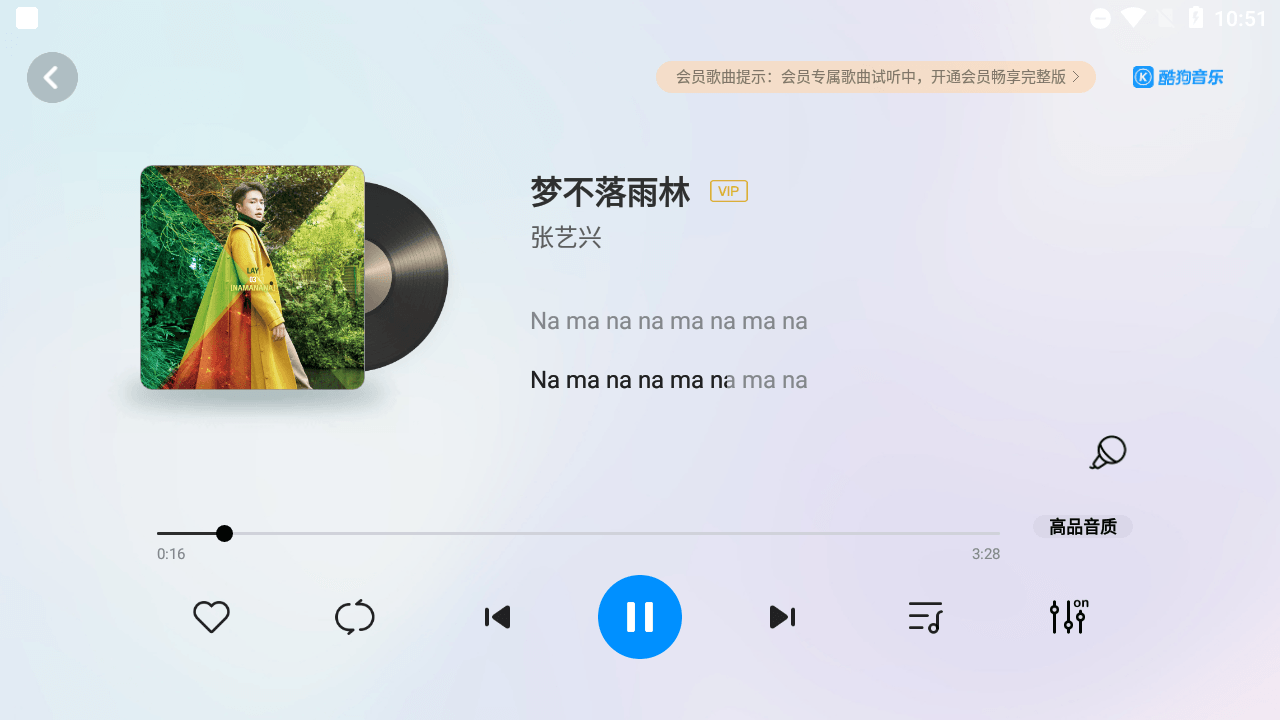 10:51
会员歌曲提示：会员专属歌曲试听中，开通会员畅享完整版
酷狗音乐
梦不落雨林 VIP
张艺兴
LAY
03
[NAMANANA]
Na ma na na ma na ma na
Na ma na na ma na ma na
高品音质
0:16
3:28
on